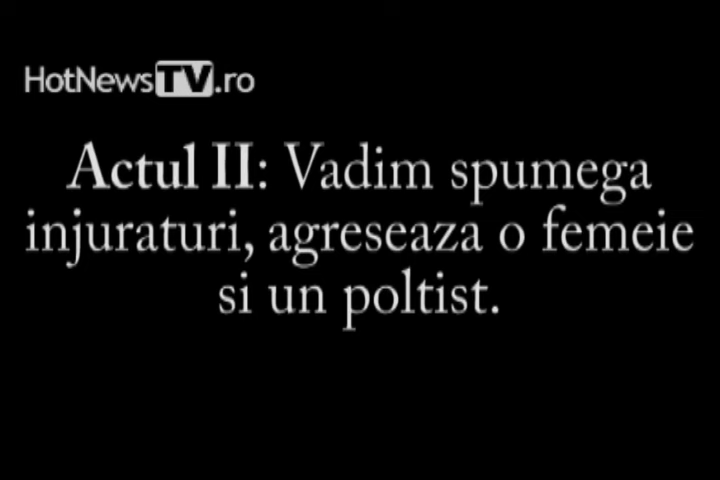 HotNewsTV.ro
Actul II: Vadim spumega
injuraturi, agreseaza o femeie
si un poltist.